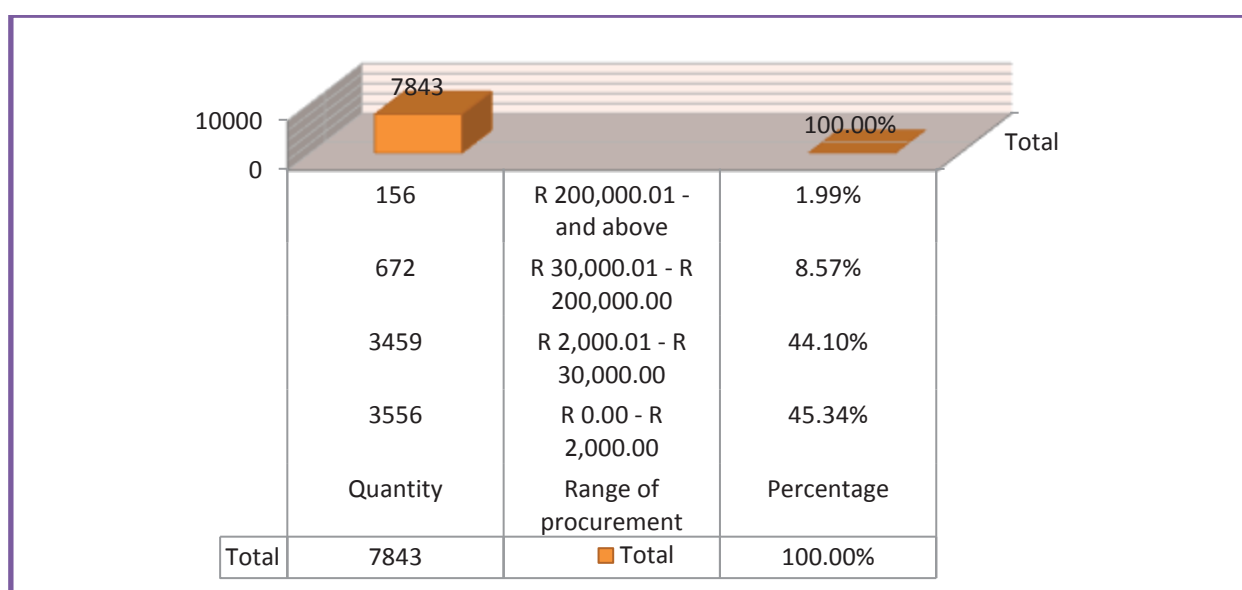 7843
10000
100.00%
Total
0
156 R 200,000.01 - 1.99%
and above
672 R 30,000.01 - R 8.57%
200,000.00
3459 R 2,000.01 - R 44.10%
30,000.00
3556 R 0.00 - R 45.34%
2,000.00
Quantity Range of Percentage
procurement
Total 7843 Total 100.00%